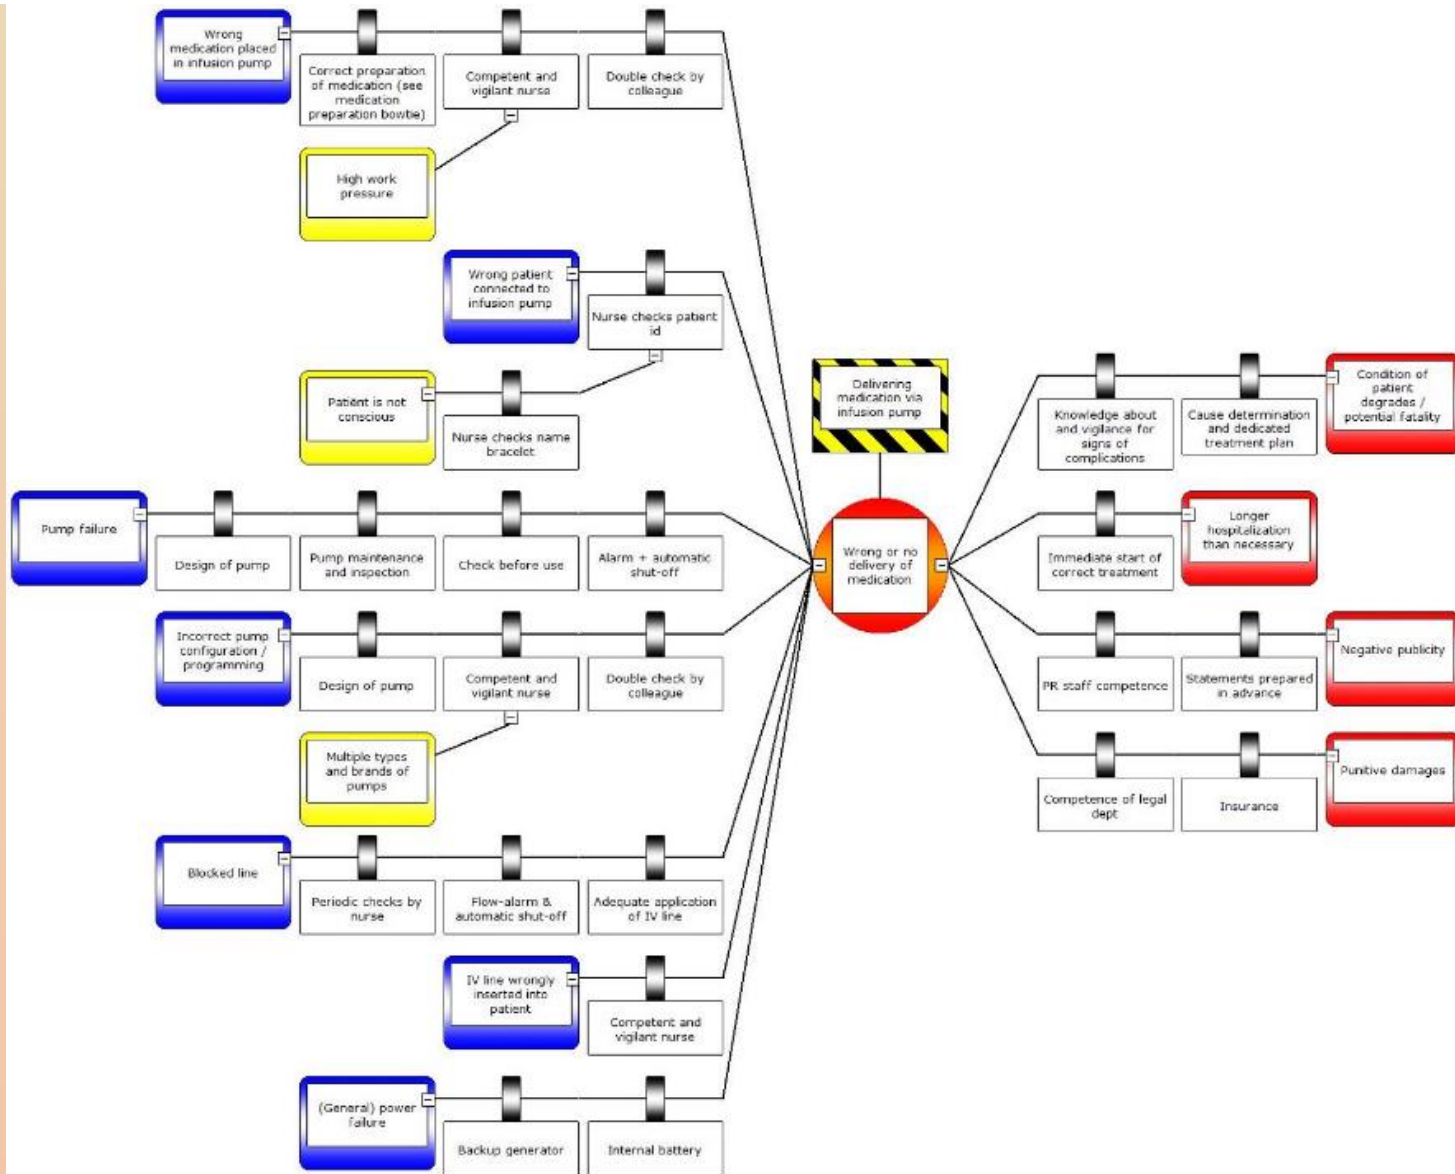 Wrong
medication placed
in infusion pump
Correct preparation
of medication (see
medication
preparation bowtie)
Competent and
vigilant nurse
Double check by
colleague
High work
pressure
Wrong patient
connected to
infusion pump
Nurse checks patient
id
Patient is not
conscious
Nurse checks name
bracelet
Pump failure
Design of pump
Pump maintenance
and inspection
Check before use
Alarm + automatic
shut-off
Incorrect pump
configuration /
programming
Design of pump
Competent and
vigilant nurse
Double check by
colleague
Multiple types
and brands of
pumps
Blocked line
Periodic checks by
nurse
Flow-alarm &
automatic shut-off
Adequate application
of IV line
IV line wrongly
inserted into
patient
Competent and
vigilant nurse
(General) power
failure
Backup generator
Internal battery
Delivering
medication via
infusion pump
Wrong or no
delivery of
medication
Knowledge about
and vigilance for
signs of
complications
Cause determination
and dedicated
treatment plan
Condition of
patient
degrades /
potential fatality
Immediate start of
correct treatment
Longer
hospitalization
than necessary
PR staff competence
Statements prepared
in advance
Negative publicity
Competence of legal
dept
Insurance
Punitive damages